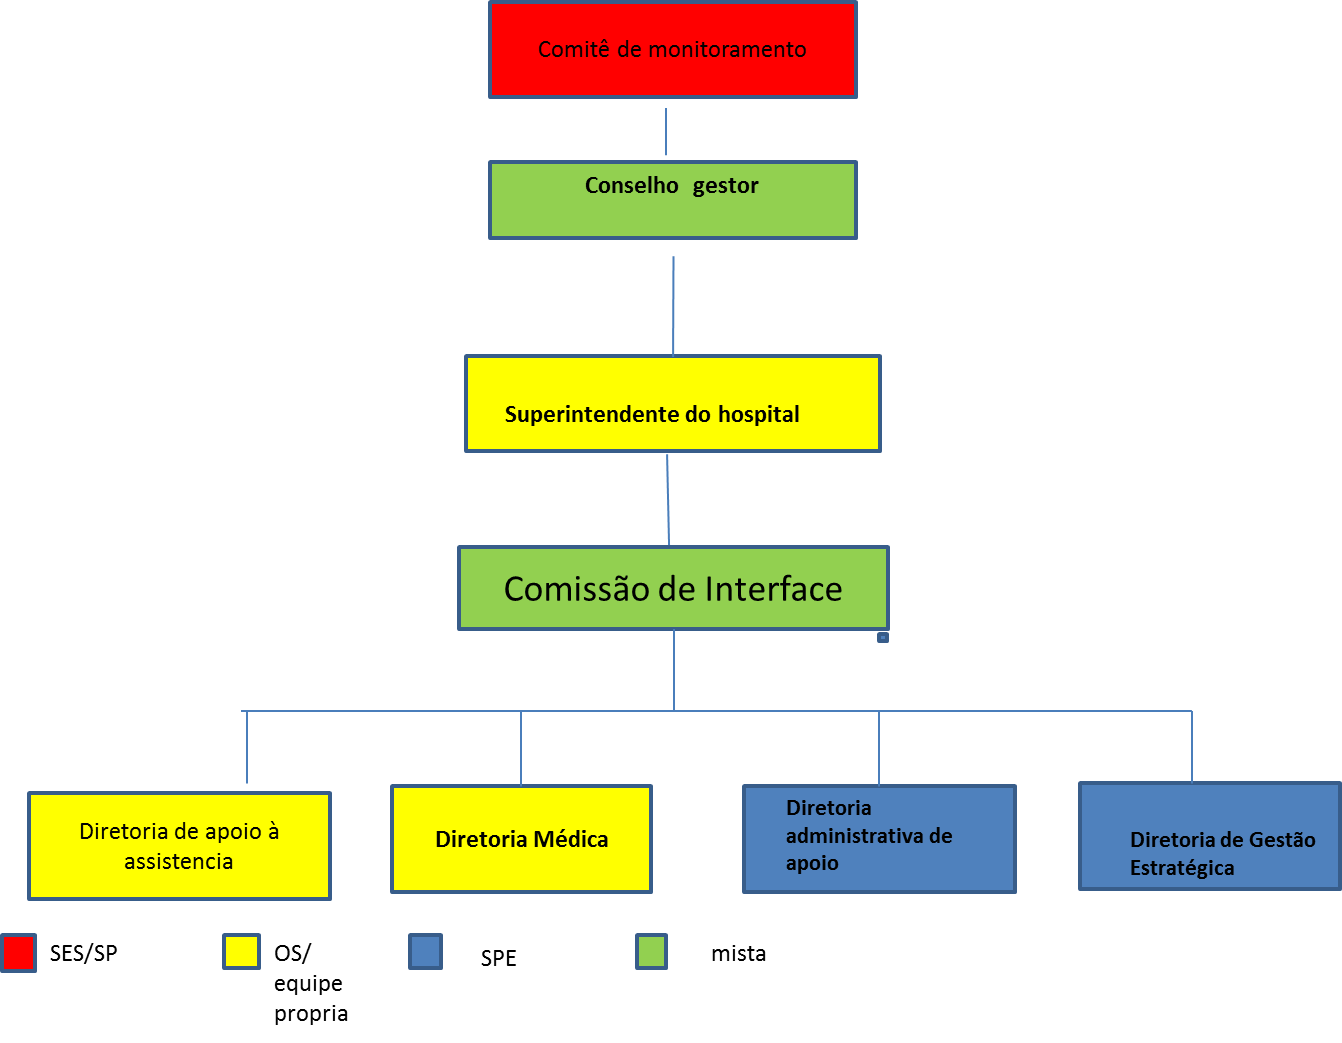 Comitê de monitoramento
Conselho gestor
Superintendente do hospital
Comissão de Interface
Diretoria de apoio à
assistencia
Diretoria Médica
Diretoria
administrativa de
apoio
Diretoria de Gestão
Estratégica
SES/SP
OS/
equipe
propria
SPE
mista